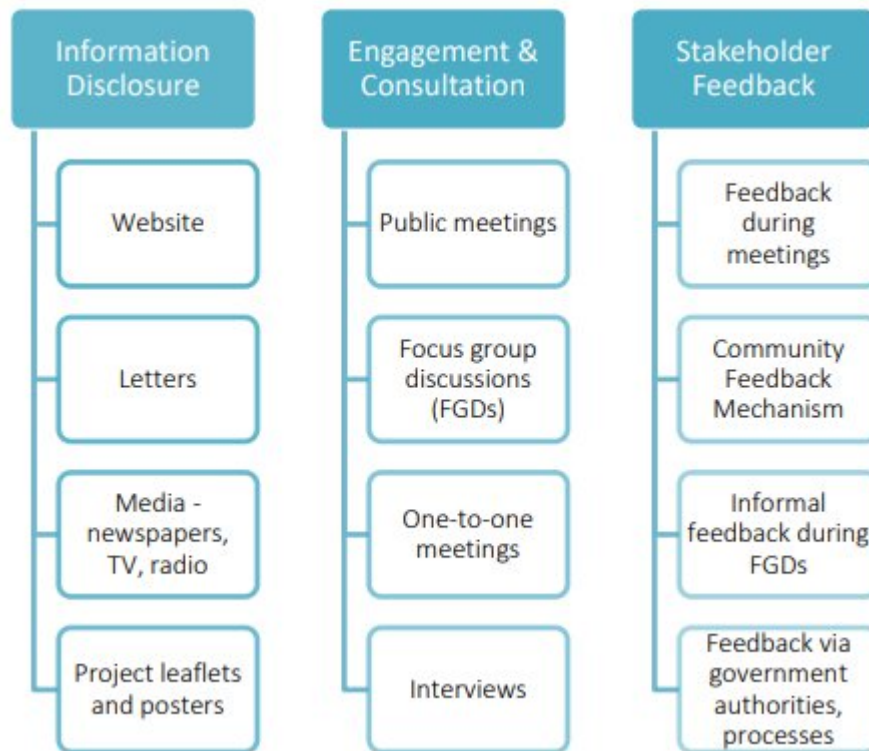 Information
Disclosure
Website
Letters
Media -
newspapers,
TV, radio
Project leaflets
and posters
Engagement &
Consultation
Public meetings
Focus group
discussions
(FGDs)
One-to-one
meetings
Interviews
Stakeholder
Feedback
Feedback
during
meetings
Community
Feedback
Mechanism
Informal
feedback during
FGDs
Feedback via
government
authorities,
processes